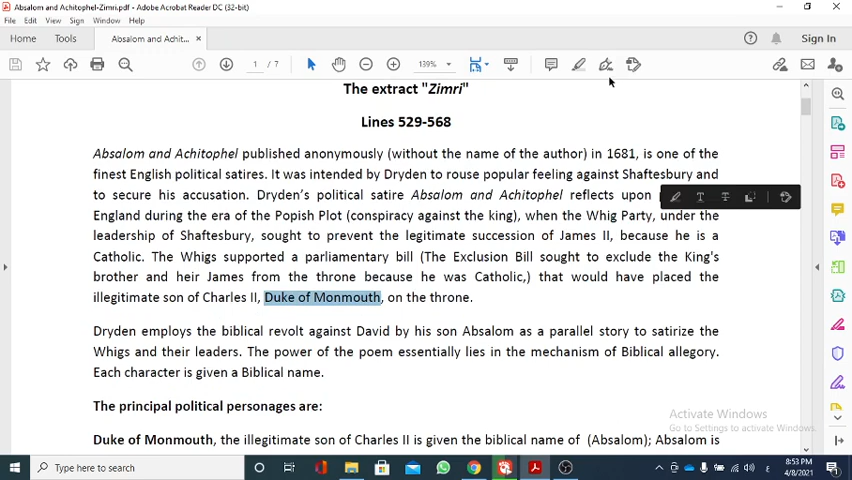 Absalom and Achitophel-Zimri.pdf - Adobe Acrobat Reader DC (32-bit)
File Edit View Sign Window Help
Home Tools Absalom and Achit... × Sign In
1 / 7 139%
The extract "Zimri"
Lines 529-568
Absalom and Achitophel published anonymously (without the name of the author) in 1681, is one of the
finest English political satires. It was intended by Dryden to rouse popular feeling against Shaftesbury and
to secure his accusation. Dryden's political satire Absalom and Achitophel reflects upon
England during the era of the Popish Plot (conspiracy against the king), when the Whig Party, under the
leadership of Shaftesbury, sought to prevent the legitimate succession of James II, because he is a
Catholic. The Whigs supported a parliamentary bill (The Exclusion Bill sought to exclude the King's
brother and heir James from the throne because he was Catholic,) that would have placed the
illegitimate son of Charles II, Duke of Monmouth, on the throne.
Dryden employs the biblical revolt against David by his son Absalom as a parallel story to satirize the
Whigs and their leaders. The power of the poem essentially lies in the mechanism of Biblical allegory.
Each character is given a Biblical name.
The principal political personages are:
Activate Windows
Go to Settings to activate Windows.
Duke of Monmouth, the illegitimate son of Charles II is given the biblical name of (Absalom); Absalom is
Type here to search
8:53 PM
4/8/2021